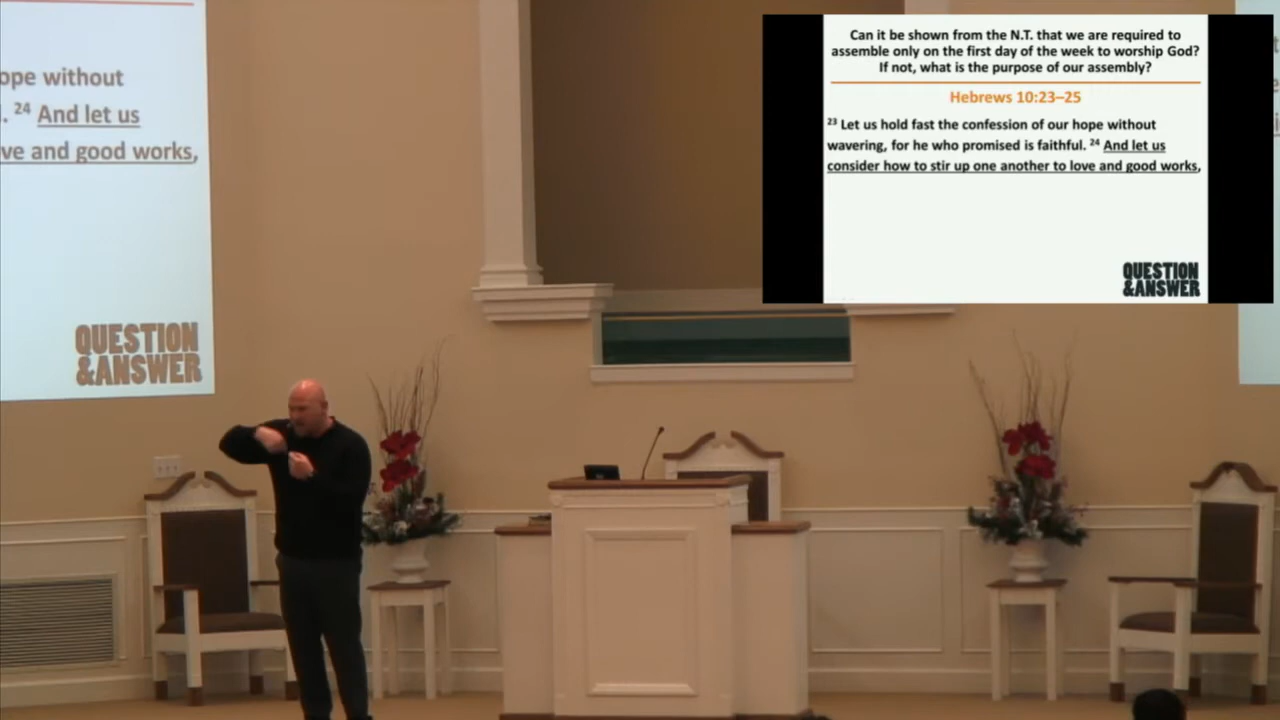 ope without
. 24 And let us
ve and good works,
QUESTION
&ANSWER
Can it be shown from the N.T. that we are required to
assemble only on the first day of the week to worship God?
If not, what is the purpose of our assembly?
Hebrews 10:23–25
23 Let us hold fast the confession of our hope without
wavering, for he who promised is faithful. 24 And let us
consider how to stir up one another to love and good works,
QUESTION
&ANSWER